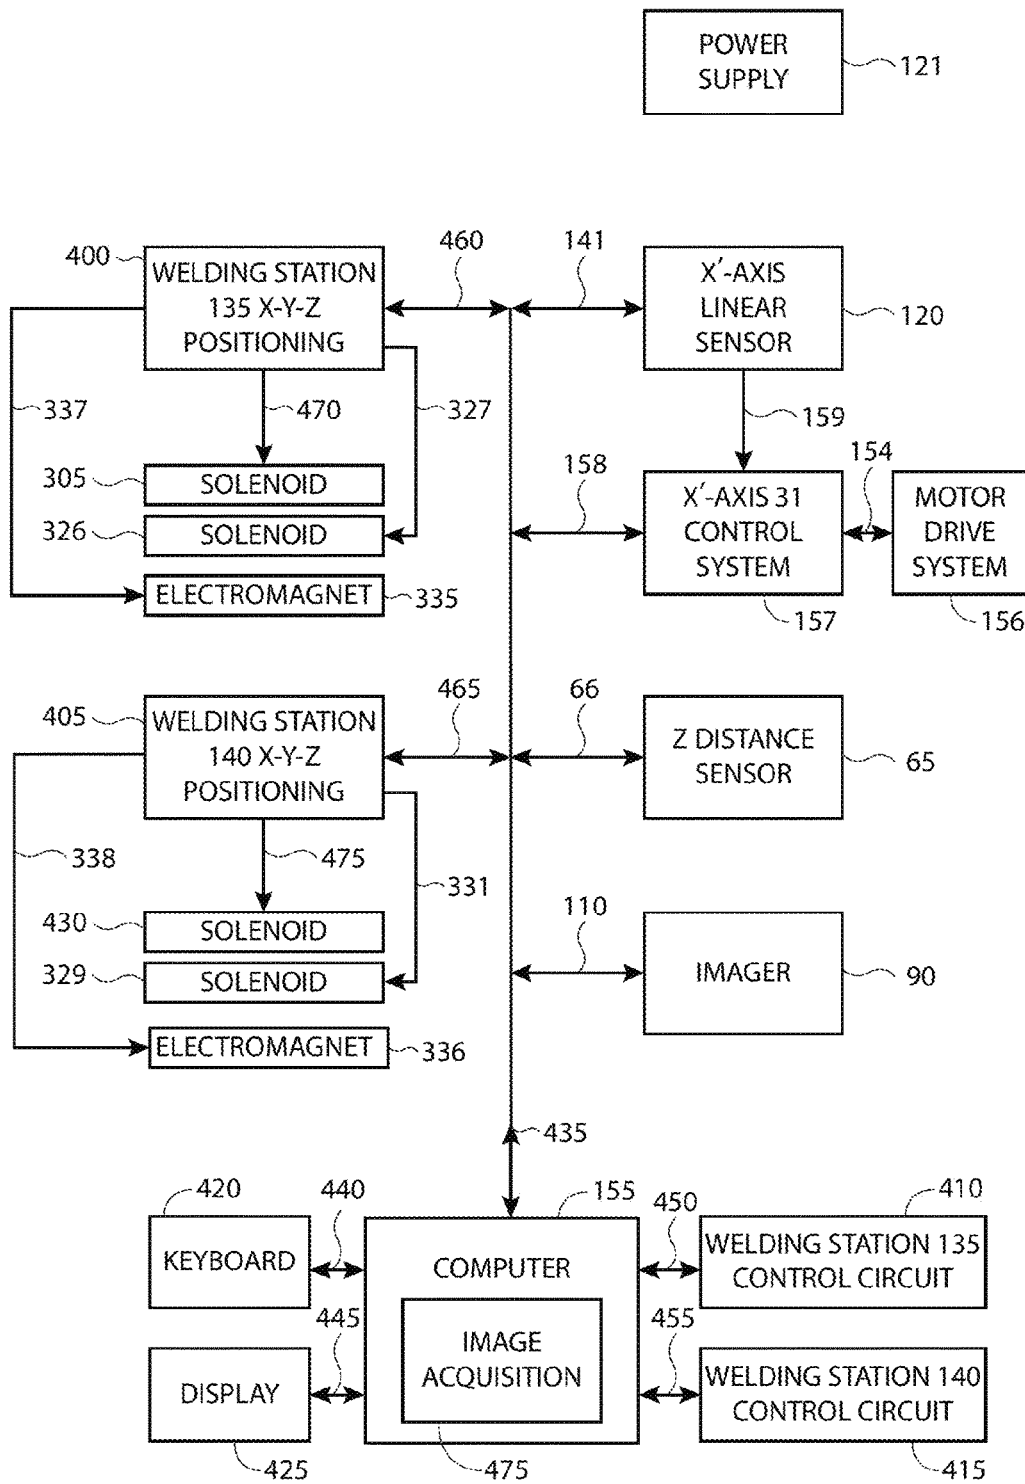 POWER
SUPPLY
121
400
WELDING STATION
135 X-Y-Z
POSITIONING
460
141
X′-AXIS
LINEAR
SENSOR
120
337
470
327
159
305
SOLENOID
326
SOLENOID
ELECTROMAGNET
335
158
X′-AXIS 31
CONTROL
SYSTEM
157
154
MOTOR
DRIVE
SYSTEM
156
405
WELDING STATION
140 X-Y-Z
POSITIONING
465
66
Z DISTANCE
SENSOR
65
338
475
331
430
SOLENOID
329
SOLENOID
ELECTROMAGNET
336
110
IMAGER
90
435
420
KEYBOARD
440
155
COMPUTER
450
410
WELDING STATION 135
CONTROL CIRCUIT
DISPLAY
425
445
IMAGE
ACQUISITION
475
455
WELDING STATION 140
CONTROL CIRCUIT
415